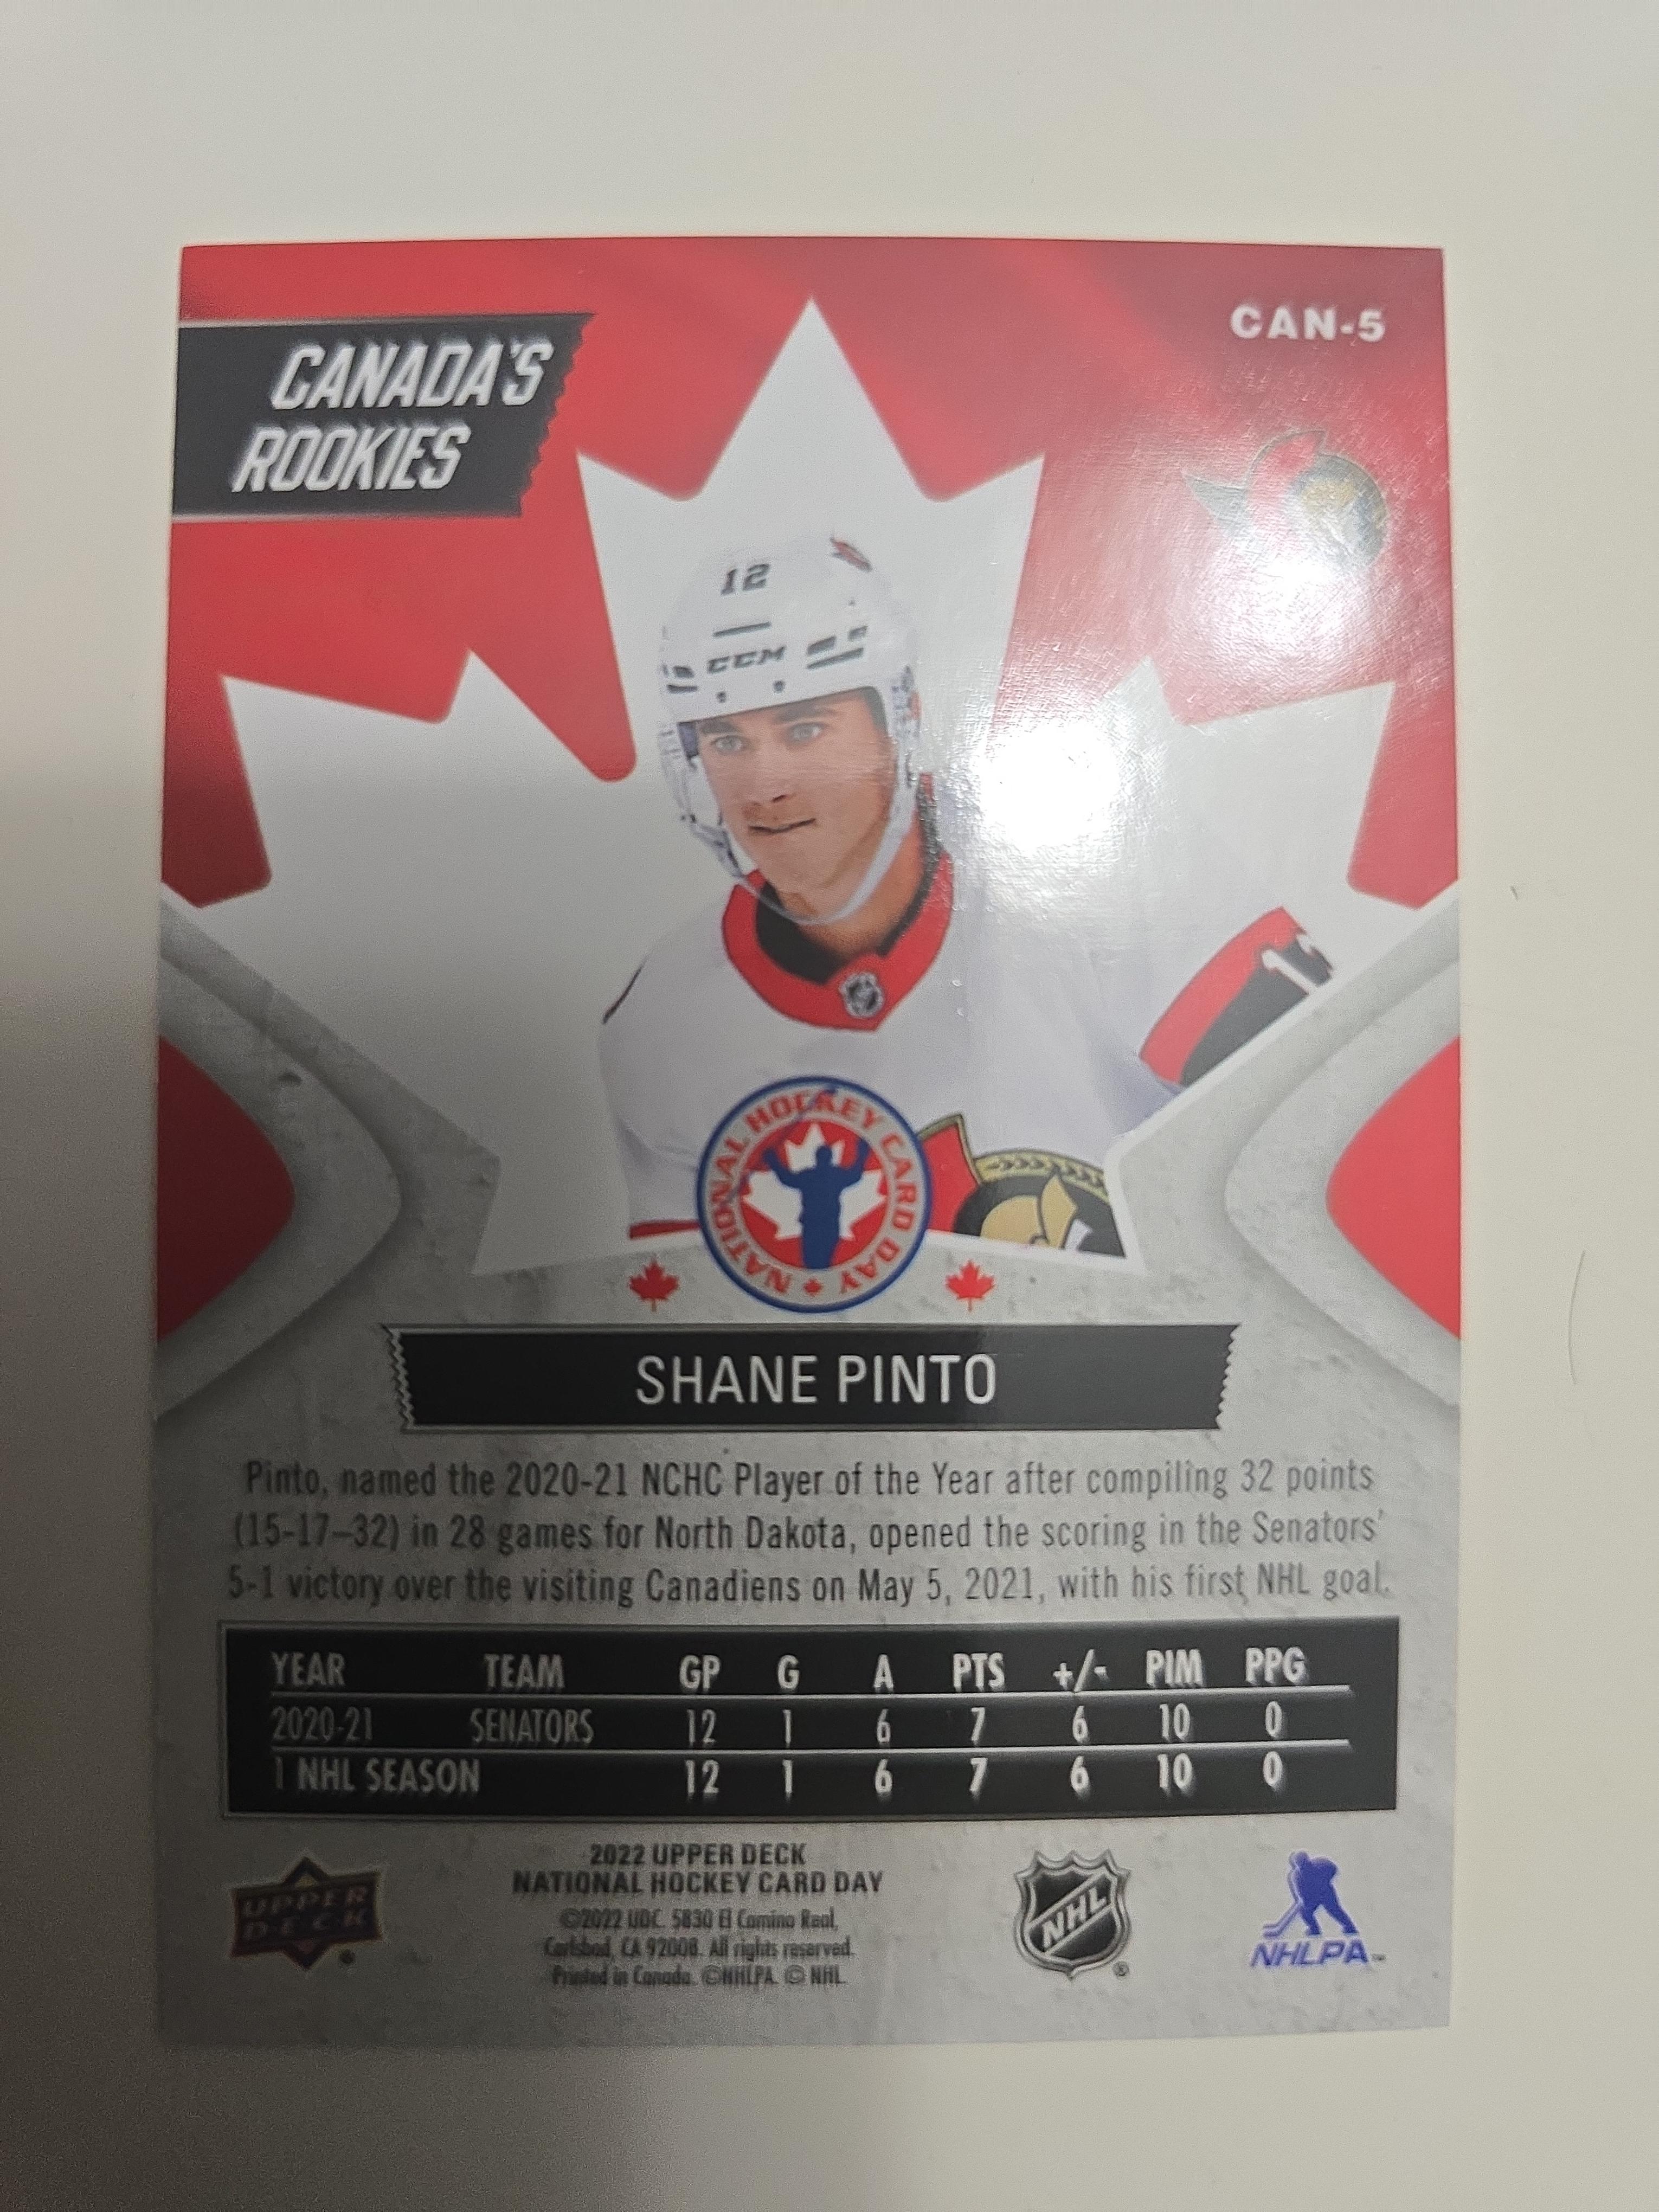 CANADA'S
ROOKIES
CAN-5
12
CCM
12
NATIONAL HOCKEY CARD DAY
SHANE PINTO
Pinto, named the 2020-21 NCHC Player of the Year after compiling 32 points
(15-17–32) in 28 games for North Dakota, opened the scoring in the Senators'
5-1 victory over the visiting Canadiens on May 5, 2021, with his first NHL goal.
YEAR TEAM GP G A PTS +/- PIM PPG
2020-21 SENATORS 12 1 6 7 6 10 0
1 NHL SEASON 12 1 6 7 6 10 0
UPPER
DECK
2022 UPPER DECK
NATIONAL HOCKEY CARD DAY
©2022 UDC. 5830 El Camino Real,
Carlsbad, CA 92008. All rights reserved.
Printed in Canada. ©NHLPA. © NHL.
NHL
®
NHLPA™